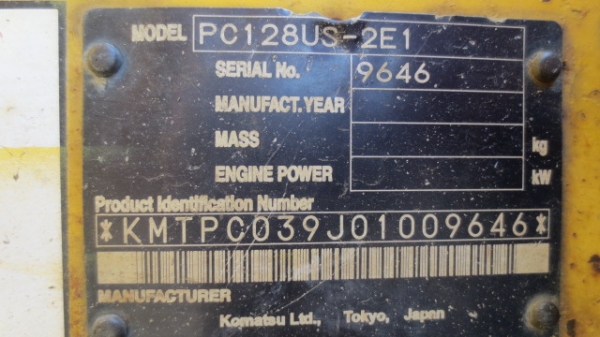 MODEL PC128US-2E1
SERIAL No. 9646
MANUFACT. YEAR
MASS kg
ENGINE POWER kW
Product Identification Number
*KMTPC039J01009646*
MANUFACTURER
Komatsu Ltd., Tokyo, Japan